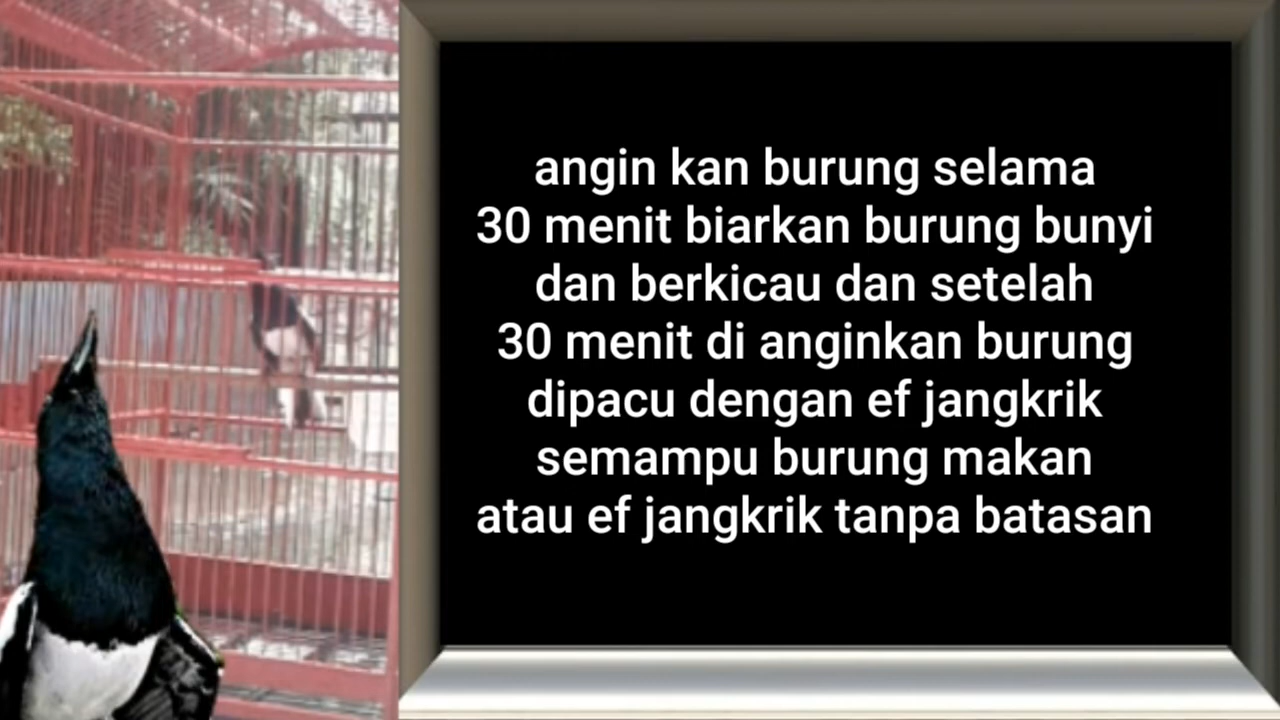 angin kan burung selama
30 menit biarkan burung bunyi
dan berkicau dan setelah
30 menit di anginkan burung
dipacu dengan ef jangkrik
semampu burung makan
atau ef jangkrik tanpa batasan